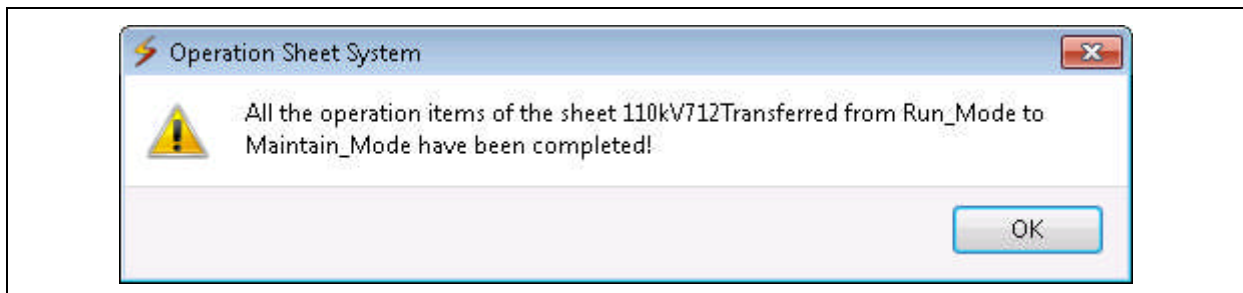 Operation Sheet System
All the operation items of the sheet 110kV712Transferred from Run_Mode to
Maintain_Mode have been completed!
OK